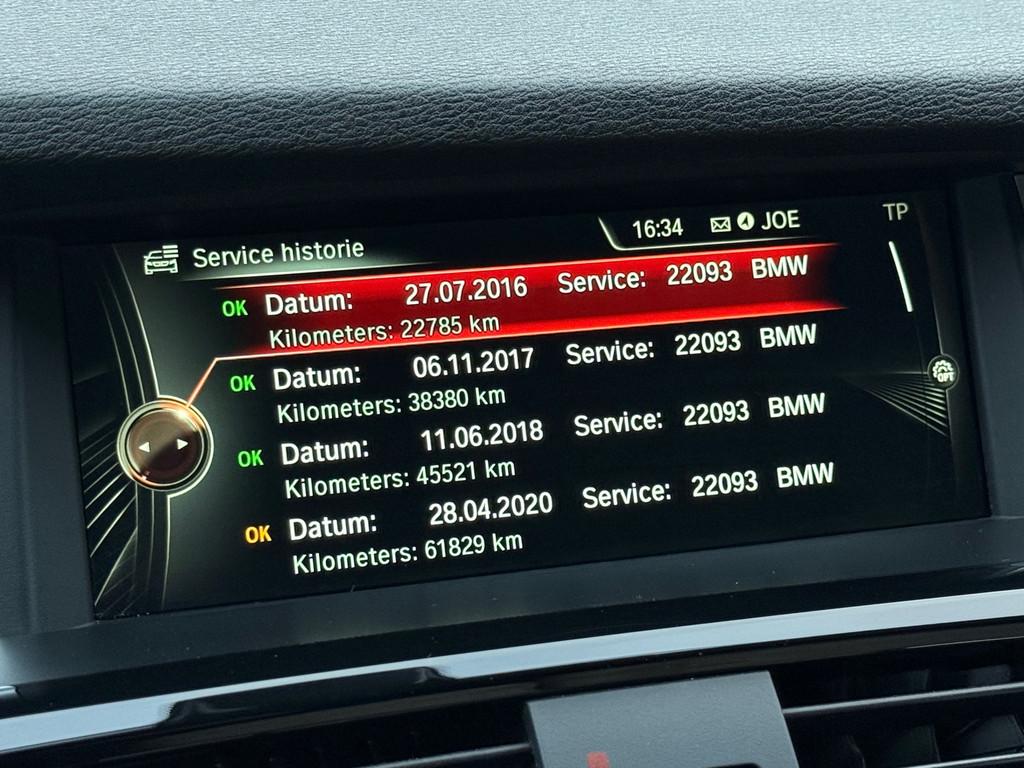 Service historie 16:34 JOE TP
OK Datum: 27.07.2016 Service: 22093 BMW
Kilometers: 22785 km
OK Datum: 06.11.2017 Service: 22093 BMW
Kilometers: 38380 km
OK Datum: 11.06.2018 Service: 22093 BMW
Kilometers: 45521 km
OK Datum: 28.04.2020 Service: 22093 BMW
Kilometers: 61829 km
OPT